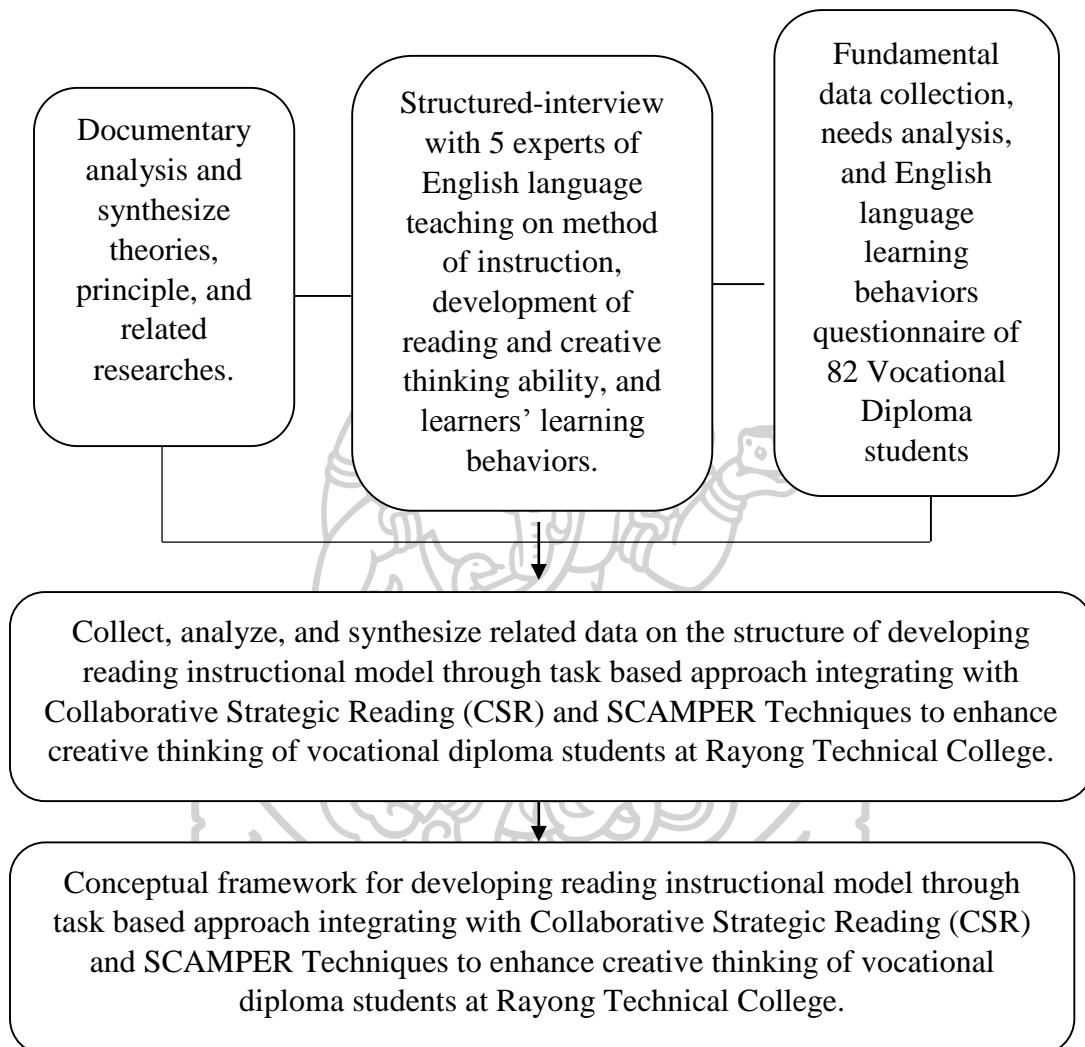 Documentary
analysis and
synthesize
theories,
principle, and
related
researches.
Structured-interview
with 5 experts of
English language
teaching on method
of instruction,
development of
reading and creative
thinking ability, and
learners’ learning
behaviors.
Fundamental
data collection,
needs analysis,
and English
language
learning
behaviors
questionnaire of
82 Vocational
Diploma
students
Collect, analyze, and synthesize related data on the structure of developing
reading instructional model through task based approach integrating with
Collaborative Strategic Reading (CSR) and SCAMPER Techniques to enhance
creative thinking of vocational diploma students at Rayong Technical College.
Conceptual framework for developing reading instructional model through
task based approach integrating with Collaborative Strategic Reading (CSR)
and SCAMPER Techniques to enhance creative thinking of vocational
diploma students at Rayong Technical College.